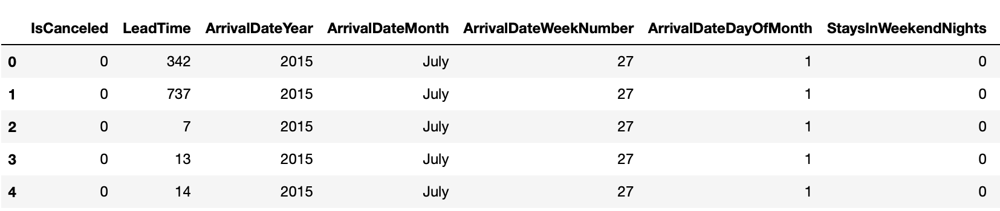 IsCanceled LeadTime ArrivalDateYear ArrivalDateMonth ArrivalDateWeekNumber ArrivalDateDayOfMonth StaysInWeekendNights
0 0 342 2015 July 27 1 0
1 0 737 2015 July 27 1 0
2 0 7 2015 July 27 1 0
3 0 13 2015 July 27 1 0
4 0 14 2015 July 27 1 0